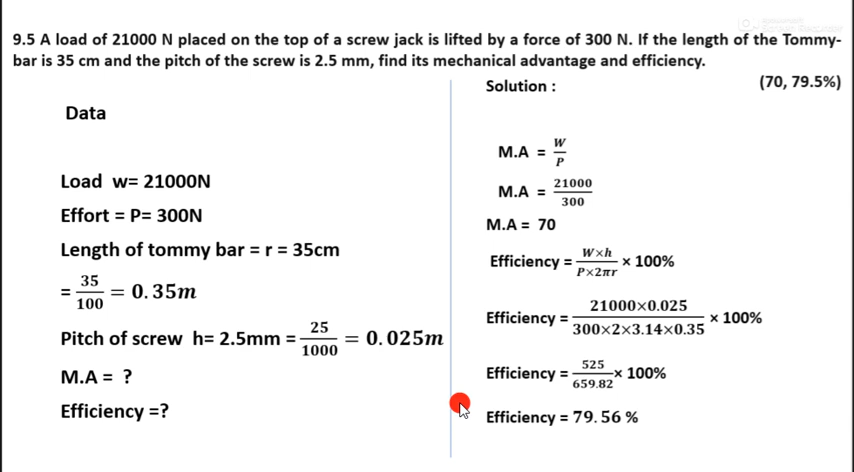 9.5 A load of 21000 N placed on the top of a screw jack is lifted by a force of 300 N. If the length of the Tommy-
bar is 35 cm and the pitch of the screw is 2.5 mm, find its mechanical advantage and efficiency.
(70, 79.5%)
Data
Load w= 21000N
Effort = P= 300N
Length of tommy bar = r = 35cm
= 35/100 = 0.35m
Pitch of screw h= 2.5mm = 25/1000 = 0.025m
M.A = ?
Efficiency =?
Solution :
M.A = W/P
M.A = 21000/300
M.A = 70
Efficiency = W×h/P×2πr × 100%
Efficiency = 21000×0.025/300×2×3.14×0.35 × 100%
Efficiency = 525/659.82 × 100%
Efficiency = 79.56 %